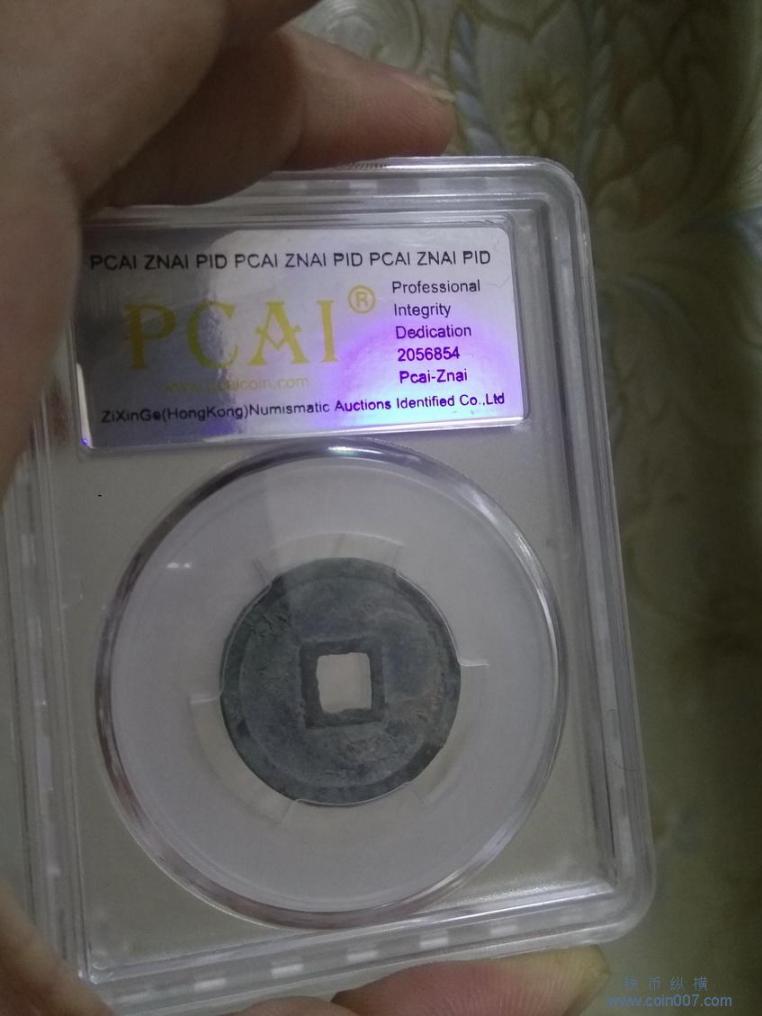 PCAI ZNAI PID PCAI ZNAI PID PCAI ZNAI PID
PCAI®
Professional
Integrity
Dedication
2056854
Pcai-Znai
ZiXinGe(HongKong)Numismatic Auctions Identified Co.,Ltd
币纵横
www.coin007.com